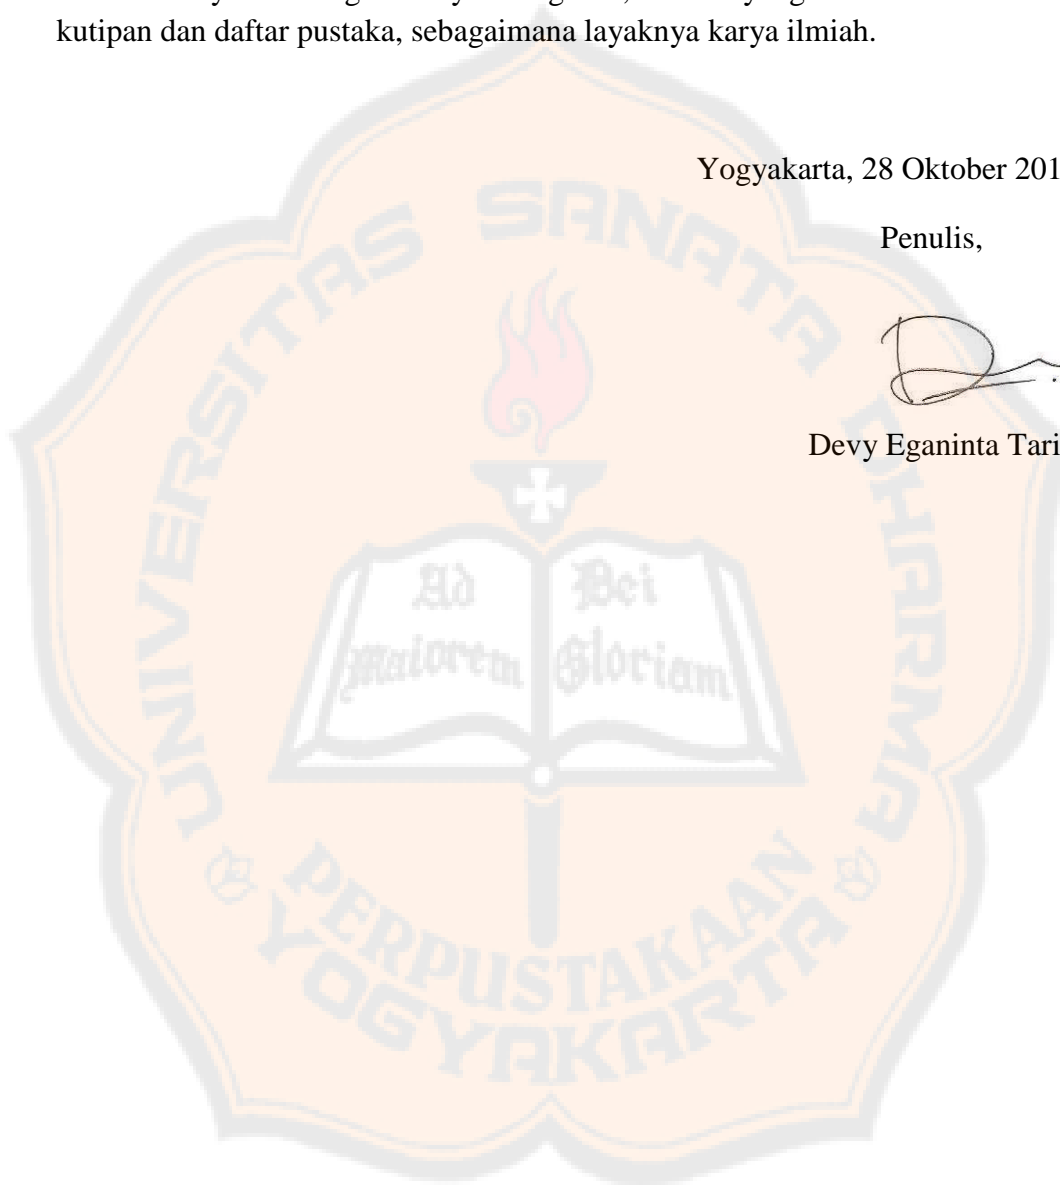 kutipan dan daftar pustaka, sebagaimana layaknya karya ilmiah.
Yogyakarta, 28 Oktober 201
Penulis,
Devy Eganinta Tari
UNIVERSITAS SANATA DHARMA
Ad Dei
Maiorem Gloriam
PERPUSTAKAAN
YOGYAKARTA